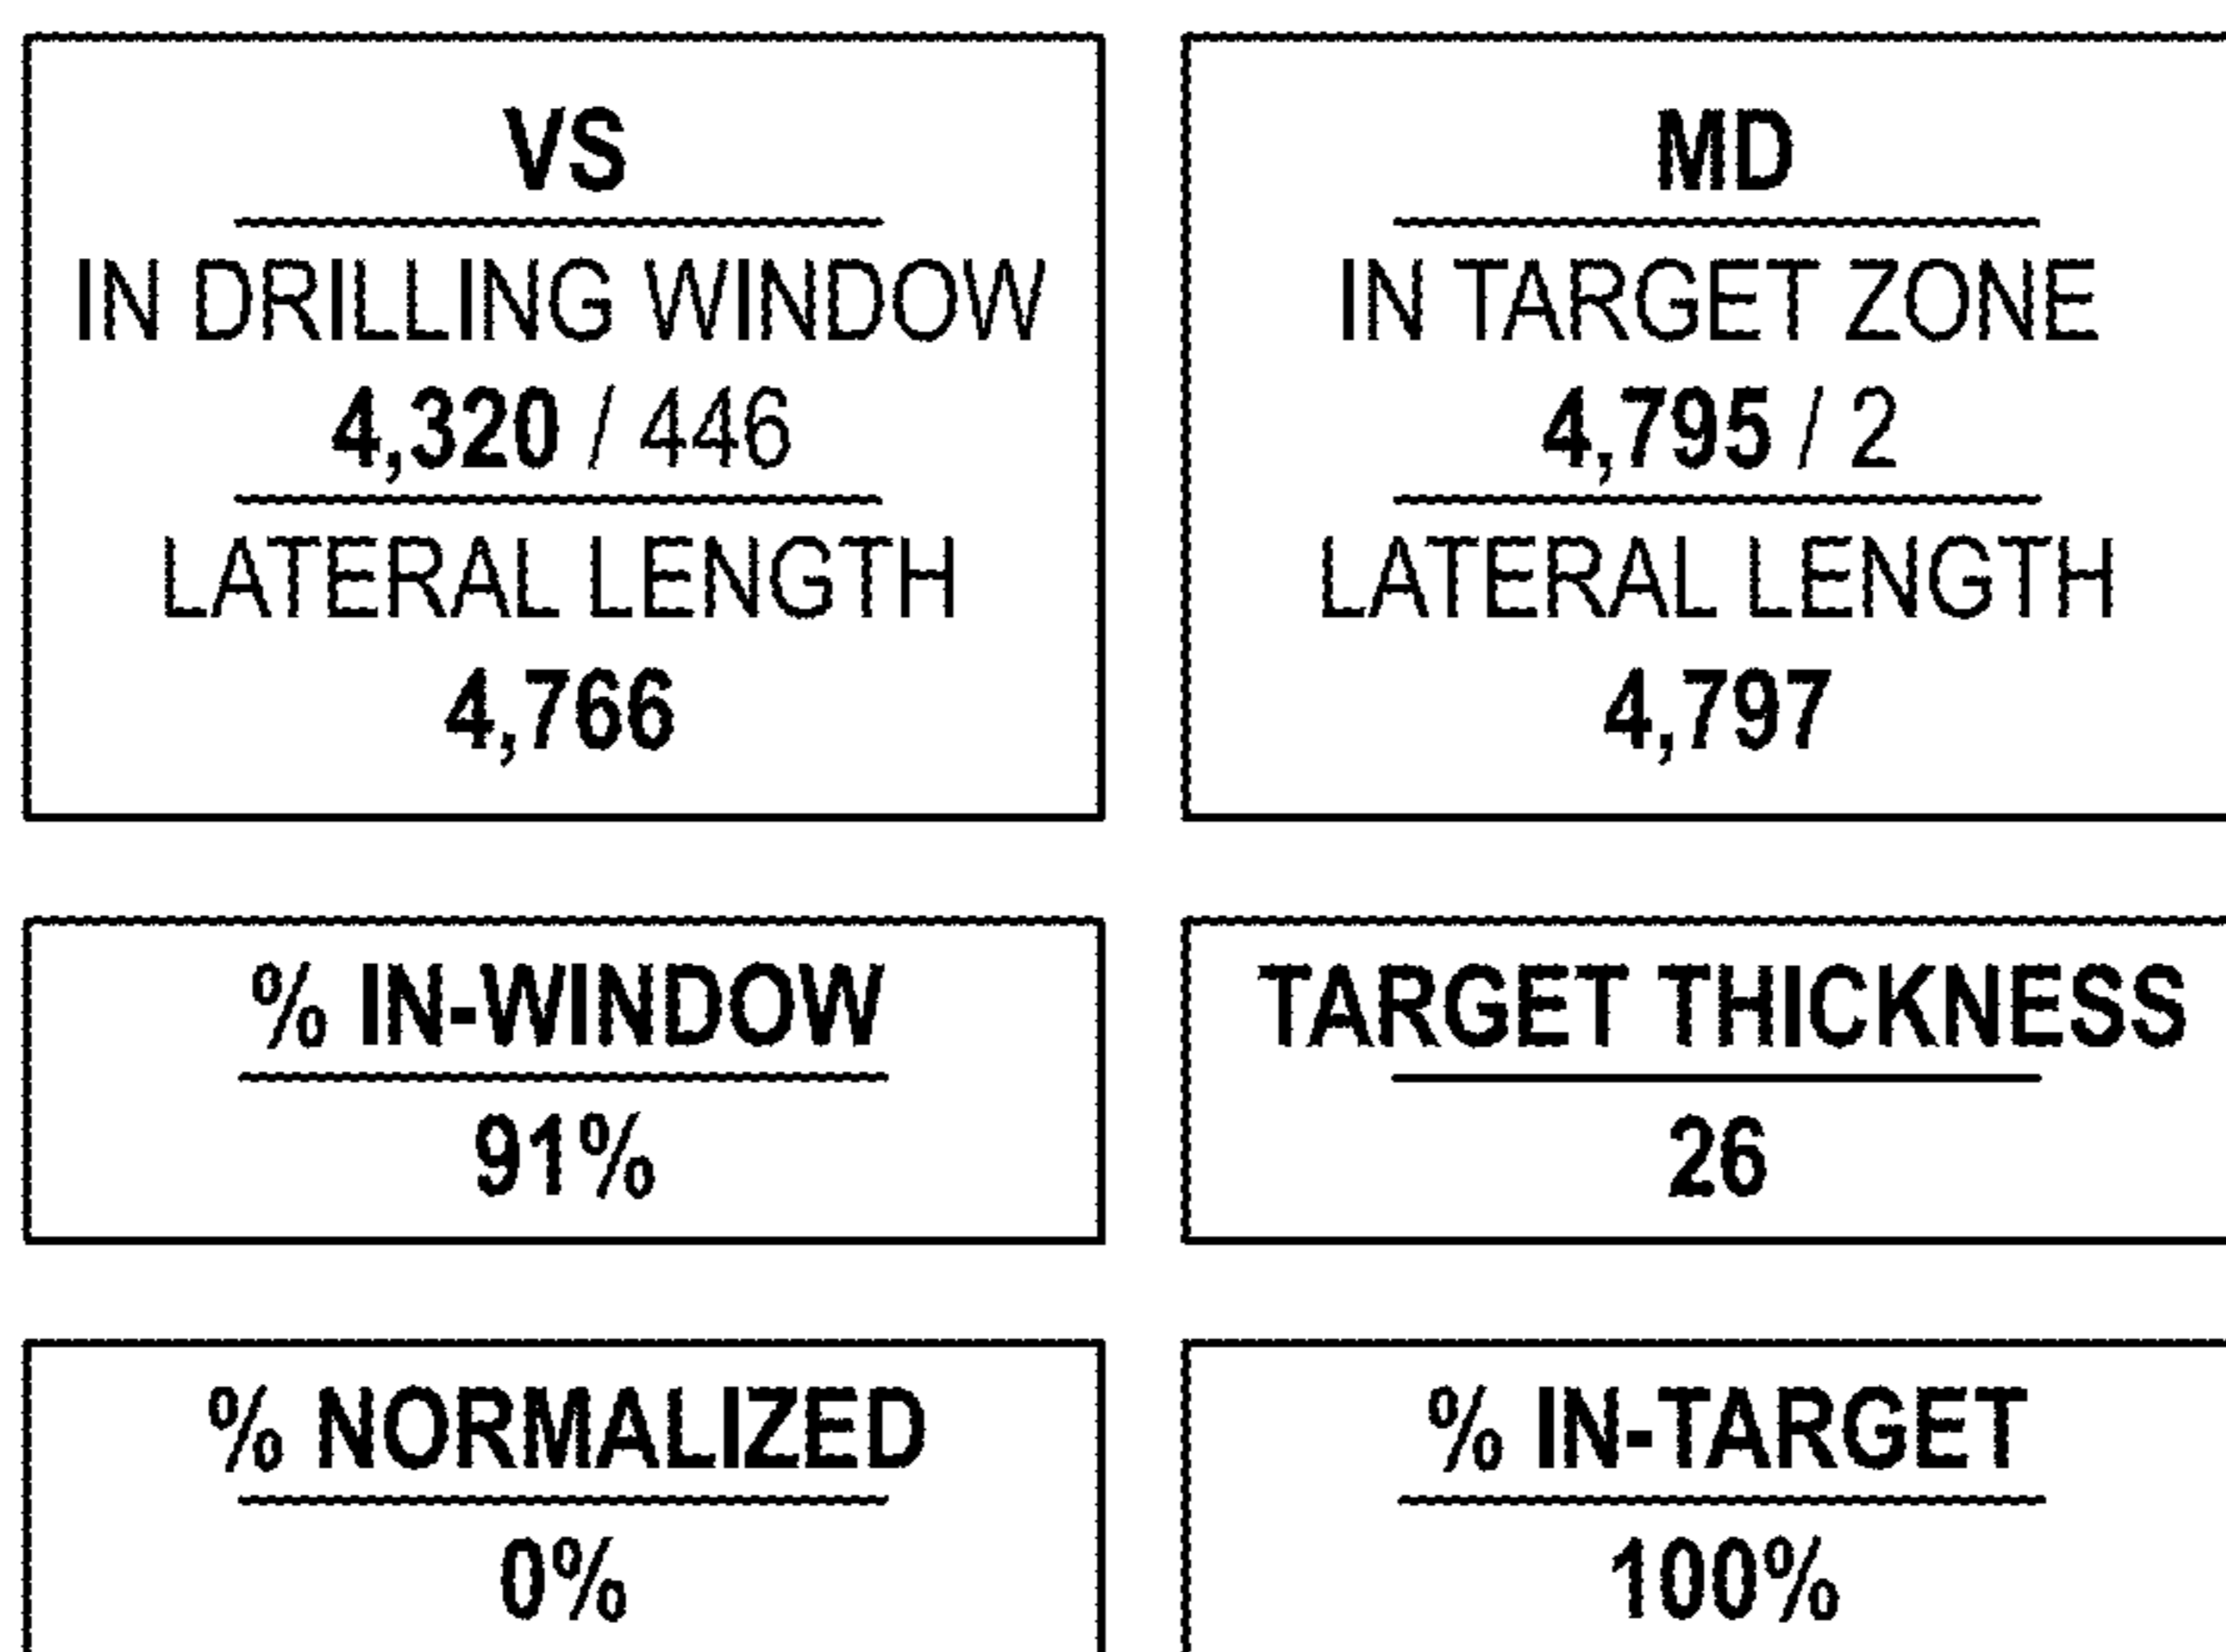 VS
IN DRILLING WINDOW
4,320 / 446
LATERAL LENGTH
4,766
MD
IN TARGET ZONE
4,795 / 2
LATERAL LENGTH
4,797
% IN-WINDOW
91%
TARGET THICKNESS
26
% NORMALIZED
0%
% IN-TARGET
100%